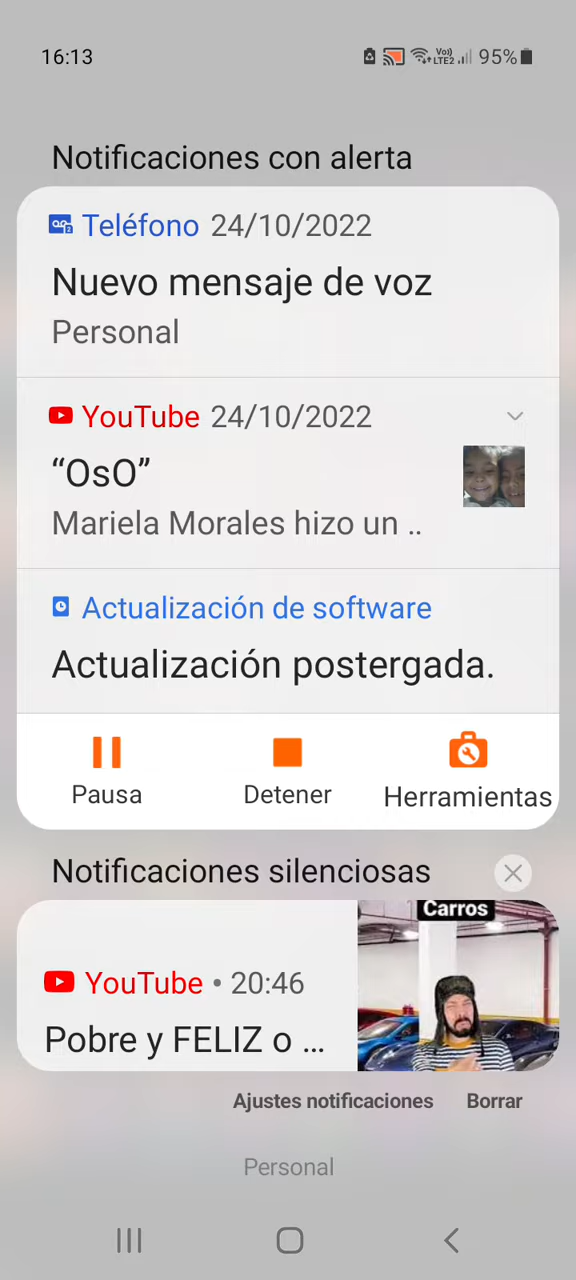 16:13
Vo)) LTE2 95%
Notificaciones con alerta
Teléfono 24/10/2022
Nuevo mensaje de voz
Personal
YouTube 24/10/2022
“OsO”
Mariela Morales hizo un ..
Actualización de software
Actualización postergada.
Pausa Detener Herramientas
Notificaciones silenciosas
Carros
YouTube • 20:46
Pobre y FELIZ o ...
Ajustes notificaciones Borrar
Personal